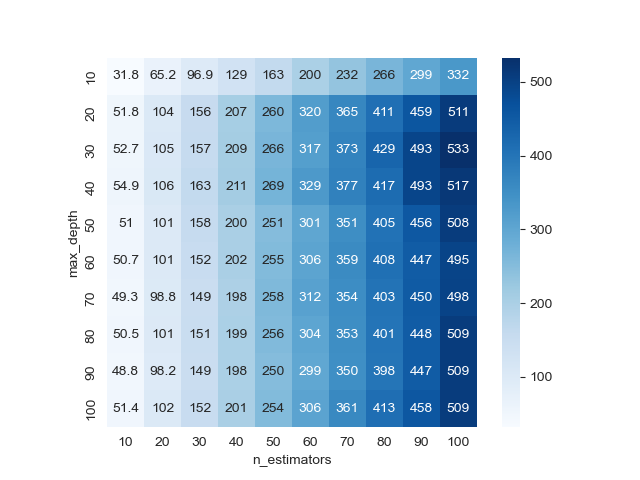 10 31.8 65.2 96.9 129 163 200 232 266 299 332
20 51.8 104 156 207 260 320 365 411 459 511
30 52.7 105 157 209 266 317 373 429 493 533
40 54.9 106 163 211 269 329 377 417 493 517
50 51 101 158 200 251 301 351 405 456 508
60 50.7 101 152 202 255 306 359 408 447 495
70 49.3 98.8 149 198 258 312 354 403 450 498
80 50.5 101 151 199 256 304 353 401 448 509
90 48.8 98.2 149 198 250 299 350 398 447 509
100 51.4 102 152 201 254 306 361 413 458 509
10 20 30 40 50 60 70 80 90 100
n_estimators
max_depth
500
400
300
200
100